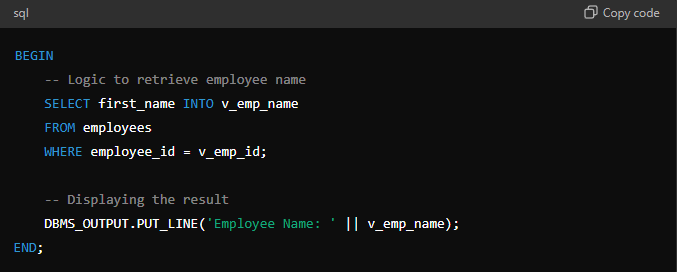 sql
Copy code
BEGIN
-- Logic to retrieve employee name
SELECT first_name INTO v_emp_name
FROM employees
WHERE employee_id = v_emp_id;
-- Displaying the result
DBMS_OUTPUT.PUT_LINE('Employee Name: ' || v_emp_name);
END;